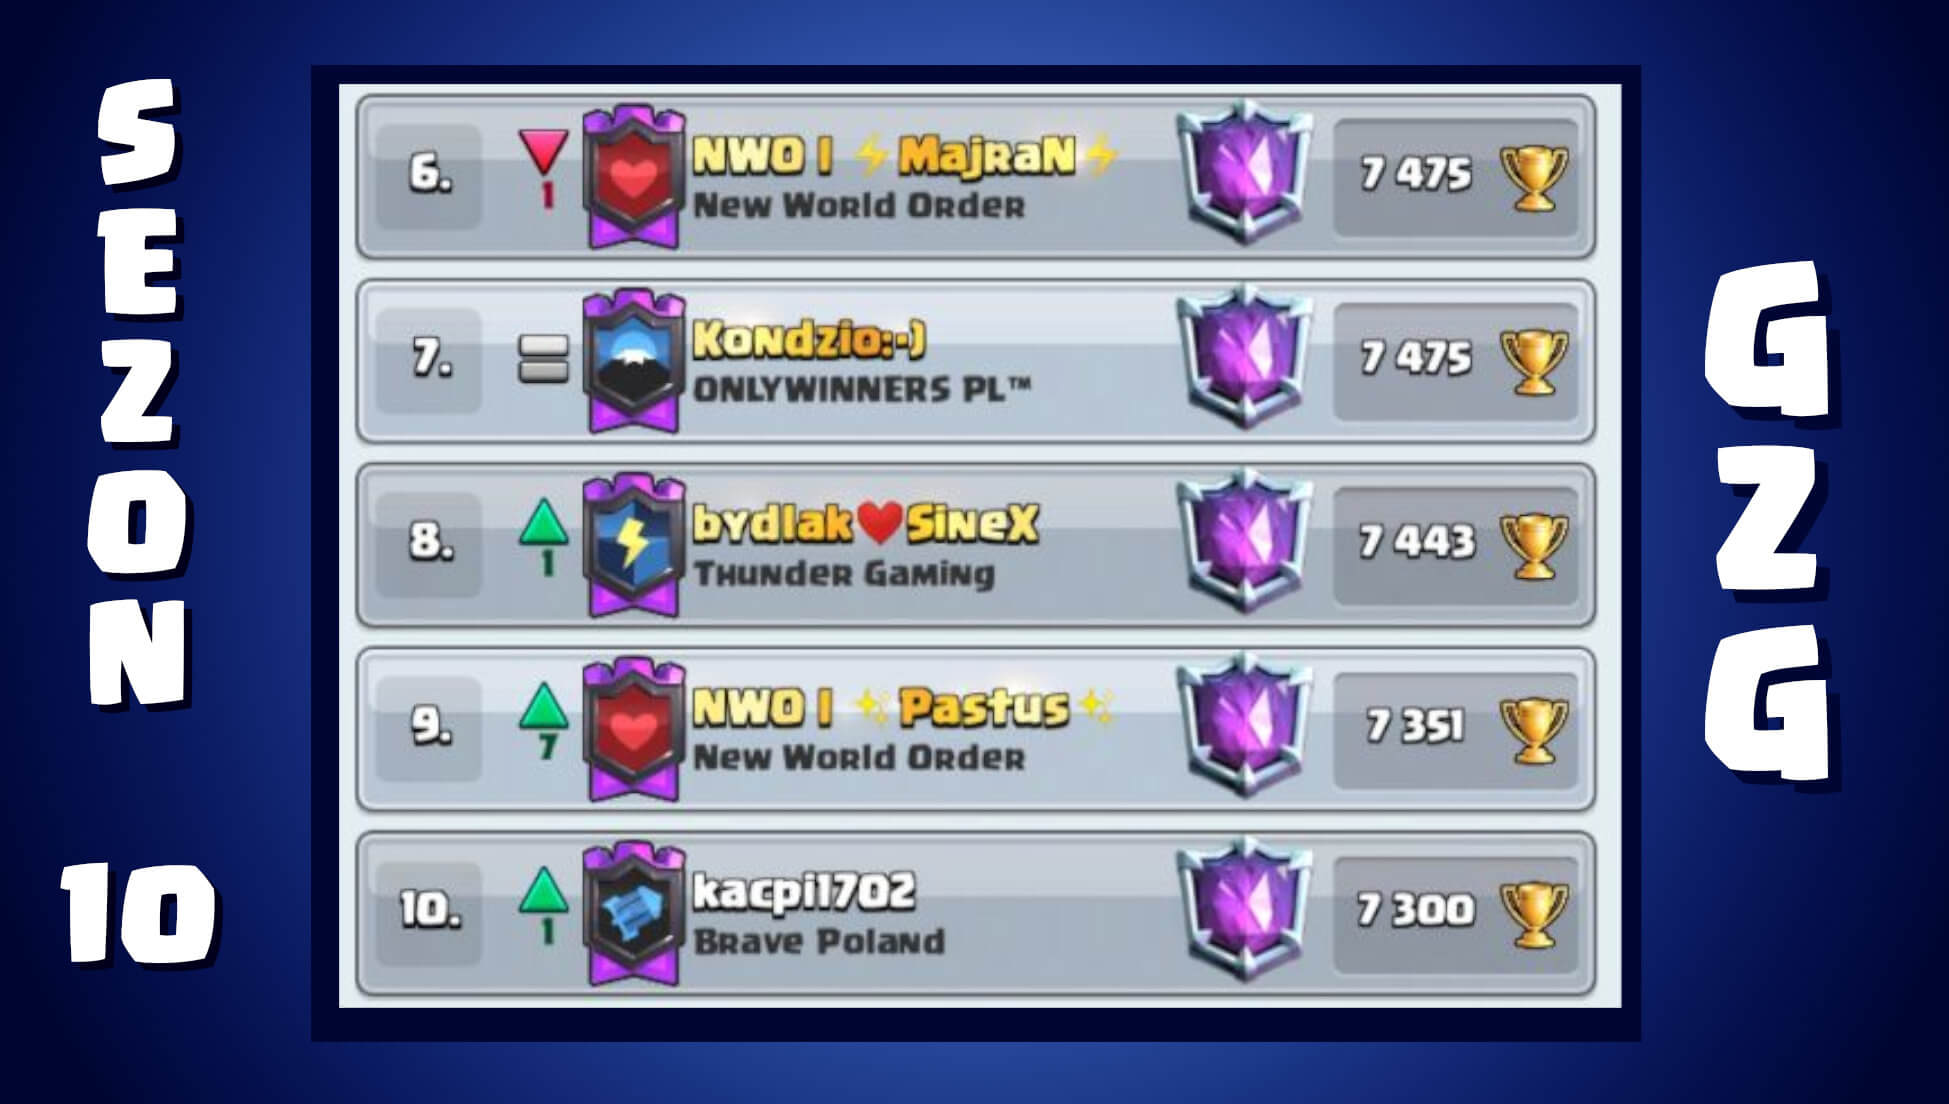 SEZON
10
6.
1
NWO | ⚡MajRaN⚡
New World Order
7 475
7.
Kondzio:-)
ONLYWINNERS PL™
7 475
8.
1
bydlak❤SineX
Thunder Gaming
7 443
9.
7
NWO | ✨Pastus✨
New World Order
7 351
10.
1
kacpi1702
Brave Poland
7 300
GZG